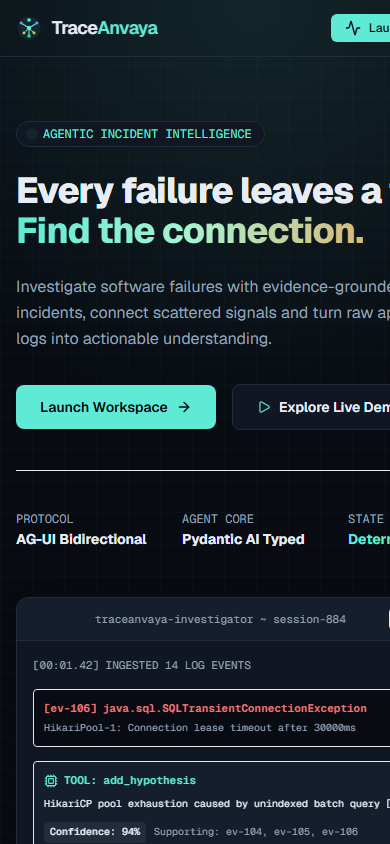 TraceAnvaya
Lau
AGENTIC INCIDENT INTELLIGENCE
Every failure leaves a
Find the connection.
Investigate software failures with evidence-grounde
incidents, connect scattered signals and turn raw ap
logs into actionable understanding.
Launch Workspace
Explore Live Dem
PROTOCOL
AGENT CORE
STATE
AG-UI Bidirectional
Pydantic AI Typed
Deterr
traceanvaya-investigator ~ session-884
[00:01.42] INGESTED 14 LOG EVENTS
[ev-106] java.sql.SQLTransientConnectionException
HikariPool-1: Connection lease timeout after 30000ms
TOOL: add_hypothesis
HikariCP pool exhaustion caused by unindexed batch query [
Confidence: 94%
Supporting: ev-104, ev-105, ev-106